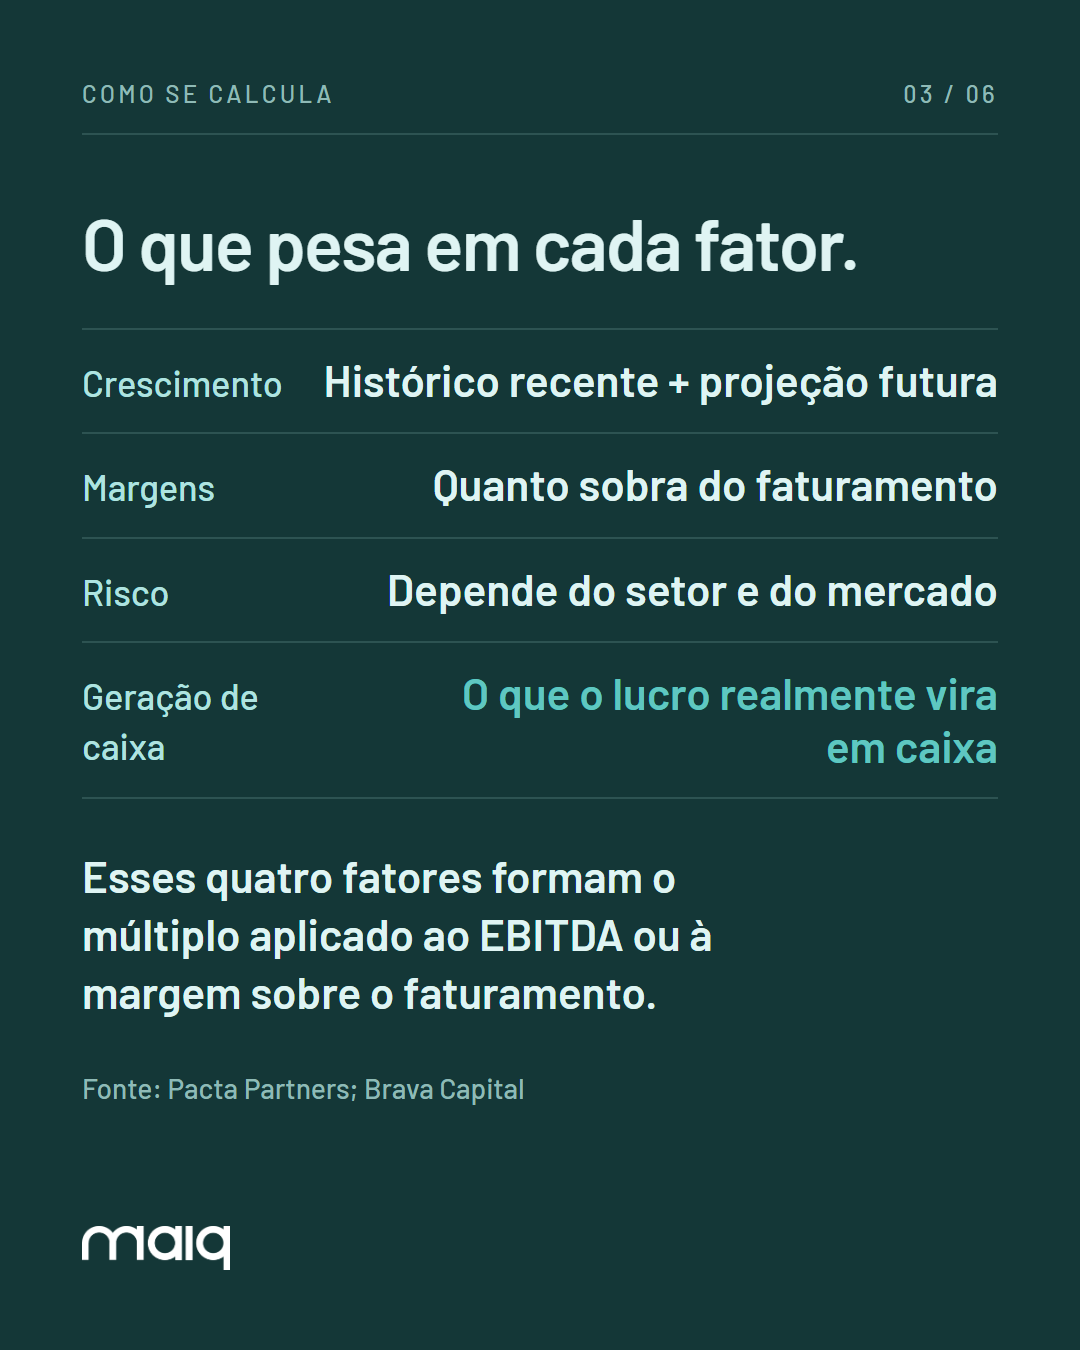 COMO SE CALCULA
03 / 06
O que pesa em cada fator.
Crescimento
Histórico recente + projeção futura
Margens
Quanto sobra do faturamento
Risco
Depende do setor e do mercado
Geração de
caixa
O que o lucro realmente vira
em caixa
Esses quatro fatores formam o
múltiplo aplicado ao EBITDA ou à
margem sobre o faturamento.
Fonte: Pacta Partners; Brava Capital
maiq